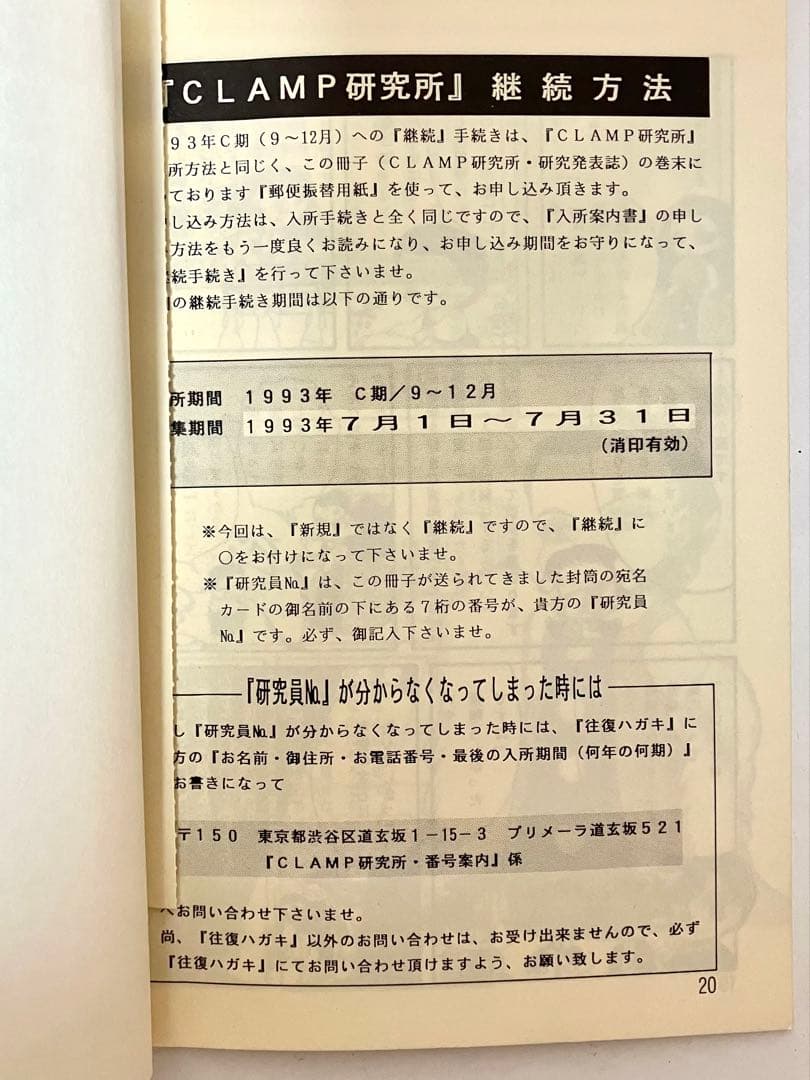 『CLAMP研究所』継続方法
93年C期（9～12月）への『継続』手続きは、『CLAMP研究所』
所方法と同じく、この冊子（CLAMP研究所・研究発表誌）の巻末に
っております『郵便振替用紙』を使って、お申し込み頂きます。
し込み方法は、入所手続きと全く同じですので、『入所案内書』の申し
方法をもう一度良くお読みになり、お申し込み期間をお守りになって、
続手続き』を行って下さいませ。
の継続手続き期間は以下の通りです。
所期間 1993年 C期／9～12月
集期間 1993年7月1日～7月31日
（消印有効）
※今回は、『新規』ではなく『継続』ですので、『継続』に
○をお付けになって下さいませ。
※『研究員№』は、この冊子が送られてきました封筒の宛名
カードの御名前の下にある7桁の番号が、貴方の『研究員
№』です。必ず、御記入下さいませ。
『研究員№』が分からなくなってしまった時には
し『研究員№』が分からなくなってしまった時には、『往復ハガキ』に
方の『お名前・御住所・お電話番号・最後の入所期間（何年の何期）』
お書きになって
〒150 東京都渋谷区道玄坂1－15－3 プリメーラ道玄坂521
『CLAMP研究所・番号案内』係
へお問い合わせ下さいませ。
尚、『往復ハガキ』以外のお問い合わせは、お受け出来ませんので、必ず
『往復ハガキ』にてお問い合わせ頂けますよう、お願い致します。
20